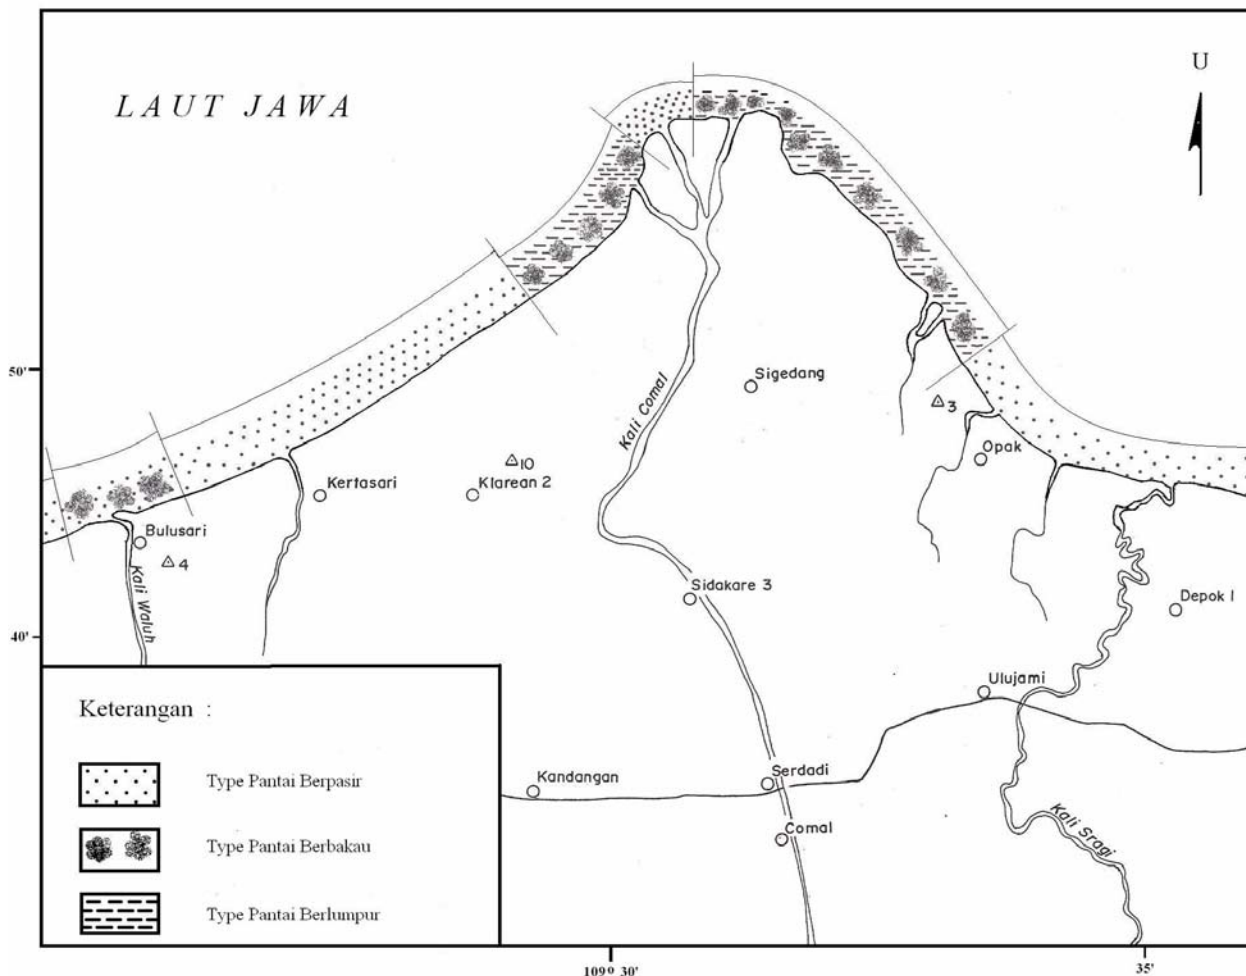 U
LAUT JAWA
50'
Sigedang
Kali Comal
3
Opak
10
Kertasari
Klarean 2
Bulusari
4
Kali Waluh
Sidakare 3
Depok 1
40'
Ulujami
Keterangan :
Type Pantai Berpasir
Kandangan
Serdadi
Comal
Kali Sragi
Type Pantai Berbakau
Type Pantai Berlumpur
109° 30'
35'